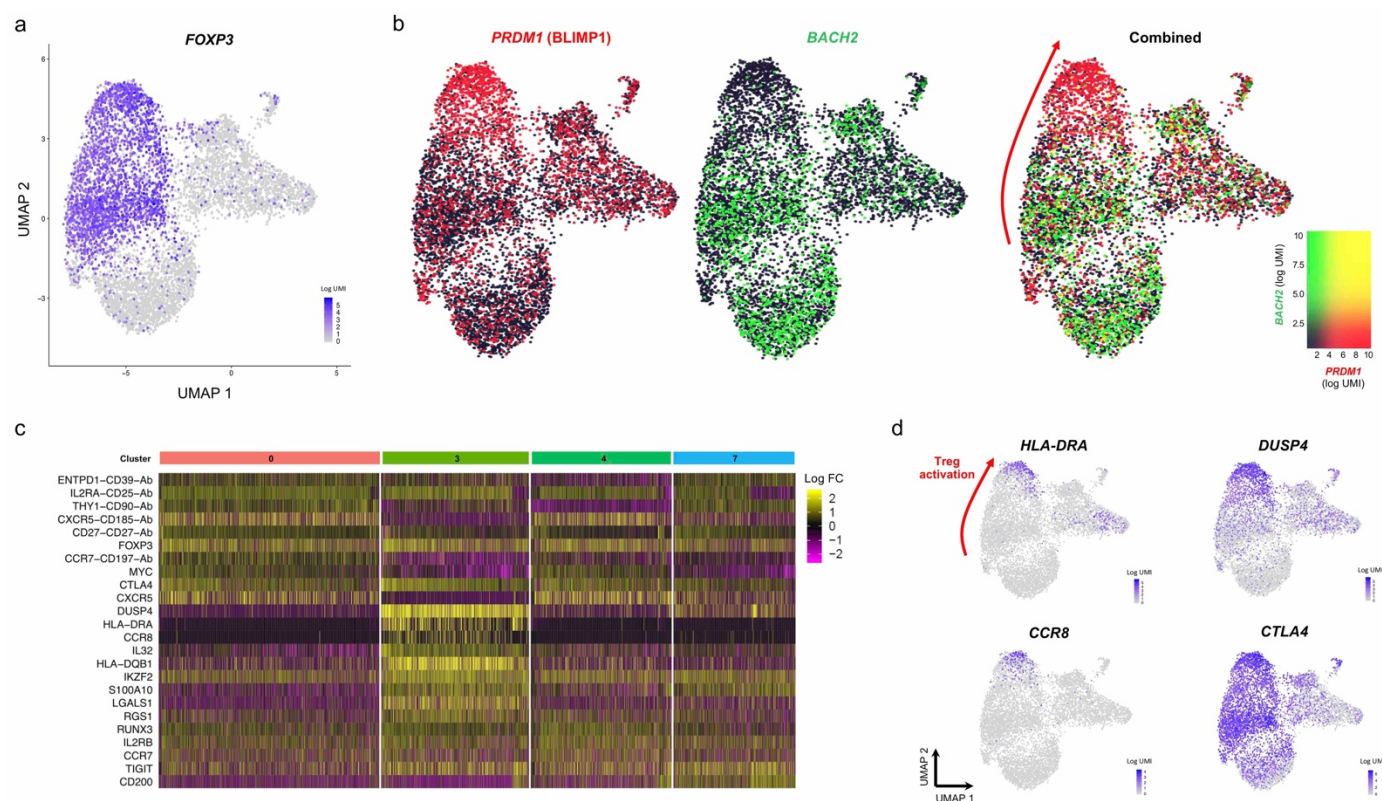 a
FOXP3
UMAP 2
6
3
0
-3
-5
0
5
UMAP 1
Log UMI
5
4
3
2
1
0
b
PRDM1 (BLIMP1)
BACH2
Combined
BACH2 (log UMI)
10
7.5
5.0
2.5
2 4 6 8 10
PRDM1
(log UMI)
c
Cluster
0 3 4 7
ENTPD1−CD39−Ab
IL2RA−CD25−Ab
THY1−CD90−Ab
CXCR5−CD185−Ab
CD27−CD27−Ab
FOXP3
CCR7−CD197−Ab
MYC
CTLA4
CXCR5
DUSP4
HLA−DRA
CCR8
IL32
HLA−DQB1
IKZF2
S100A10
LGALS1
RGS1
RUNX3
IL2RB
CCR7
TIGIT
CD200
Log FC
2
1
0
−1
−2
d
Treg
activation
HLA-DRA
Log UMI
DUSP4
Log UMI
CCR8
Log UMI
CTLA4
Log UMI
UMAP 2
UMAP 1